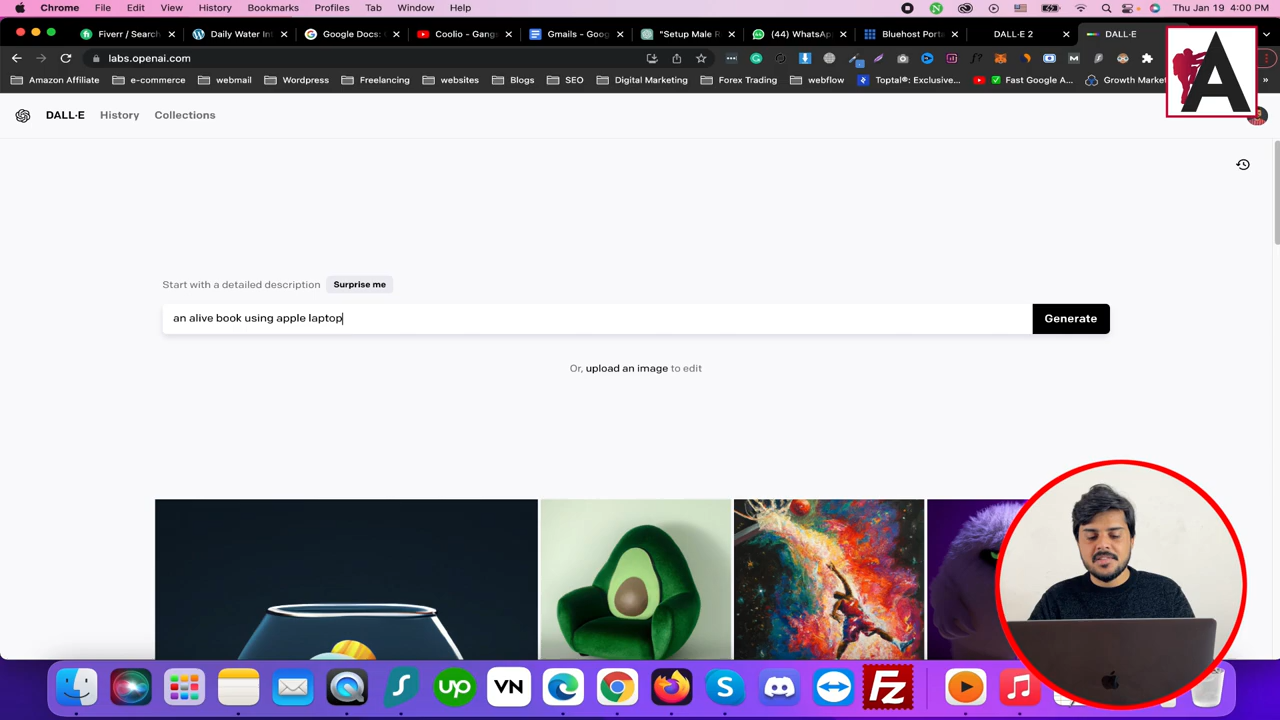 Chrome File Edit View History Bookmarks Profiles Tab Window Help Thu Jan 19 4:00 PM
Fiverr / Search Daily Water Int Google Docs: Coolio - Gang Gmails - Goog "Setup Male R (44) WhatsAp Bluehost Porta DALL·E 2 DALL·E
labs.openai.com
Amazon Affiliate e-commerce webmail Wordpress Freelancing websites Blogs SEO Digital Marketing Forex Trading webflow Toptal®: Exclusive... Fast Google A... Growth Market
A
DALL·E History Collections
Start with a detailed description Surprise me
an alive book using apple laptop Generate
Or, upload an image to edit
up VN Fz